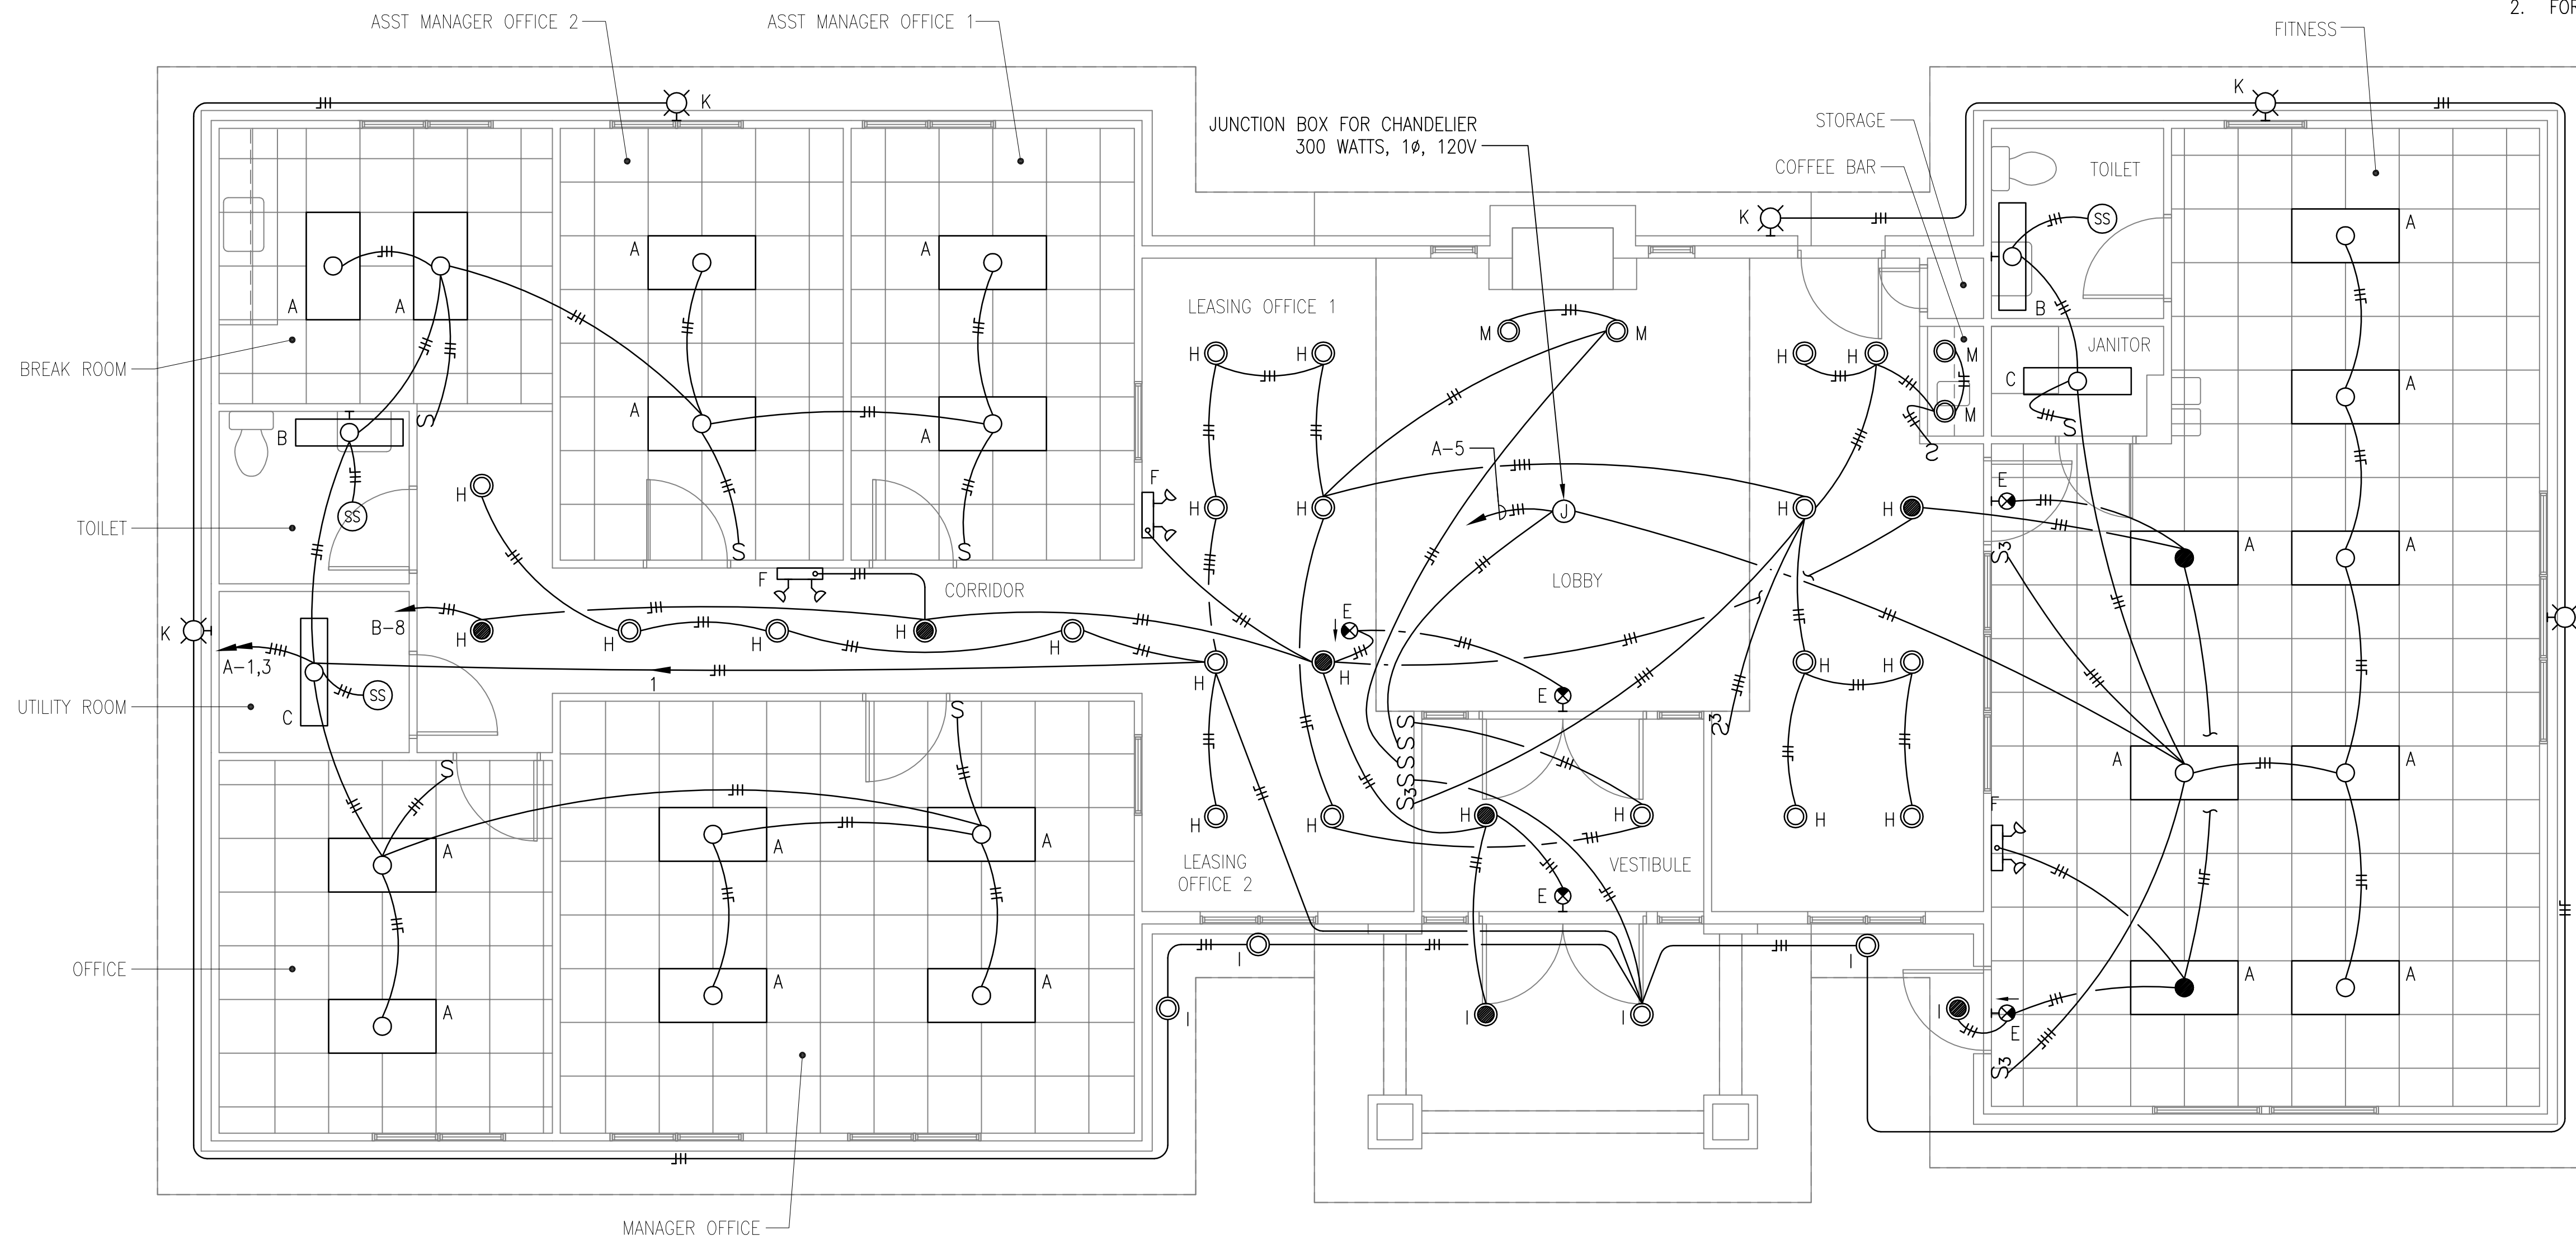 2. FOR
ASST MANAGER OFFICE 2
ASST MANAGER OFFICE 1
FITNESS
K
K
JUNCTION BOX FOR CHANDELIER
300 WATTS, 1ø, 120V
STORAGE
COFFEE BAR
TOILET
K
SS
A
A
A
LEASING OFFICE 1
A
A
B
M
M
JANITOR
BREAK ROOM
H
H
H
H
M
C
A
A
A
M
S
S
S
B
A-5
F
E
H
H
H
H
H
J
TOILET
SS
S
S
A
A
S3
F
CORRIDOR
LOBBY
B-8
H
H
H
H
H
E
K
A-1,3
1
H
H
H
H
UTILITY ROOM
SS
C
E
S
S
S
S
S
S3
S3
S
A
A
F
H
H
H
H
H
H
A
A
A
LEASING
OFFICE 2
VESTIBULE
E
OFFICE
I
I
A
A
A
A
A
I
I
I
I
E
S3
MANAGER OFFICE